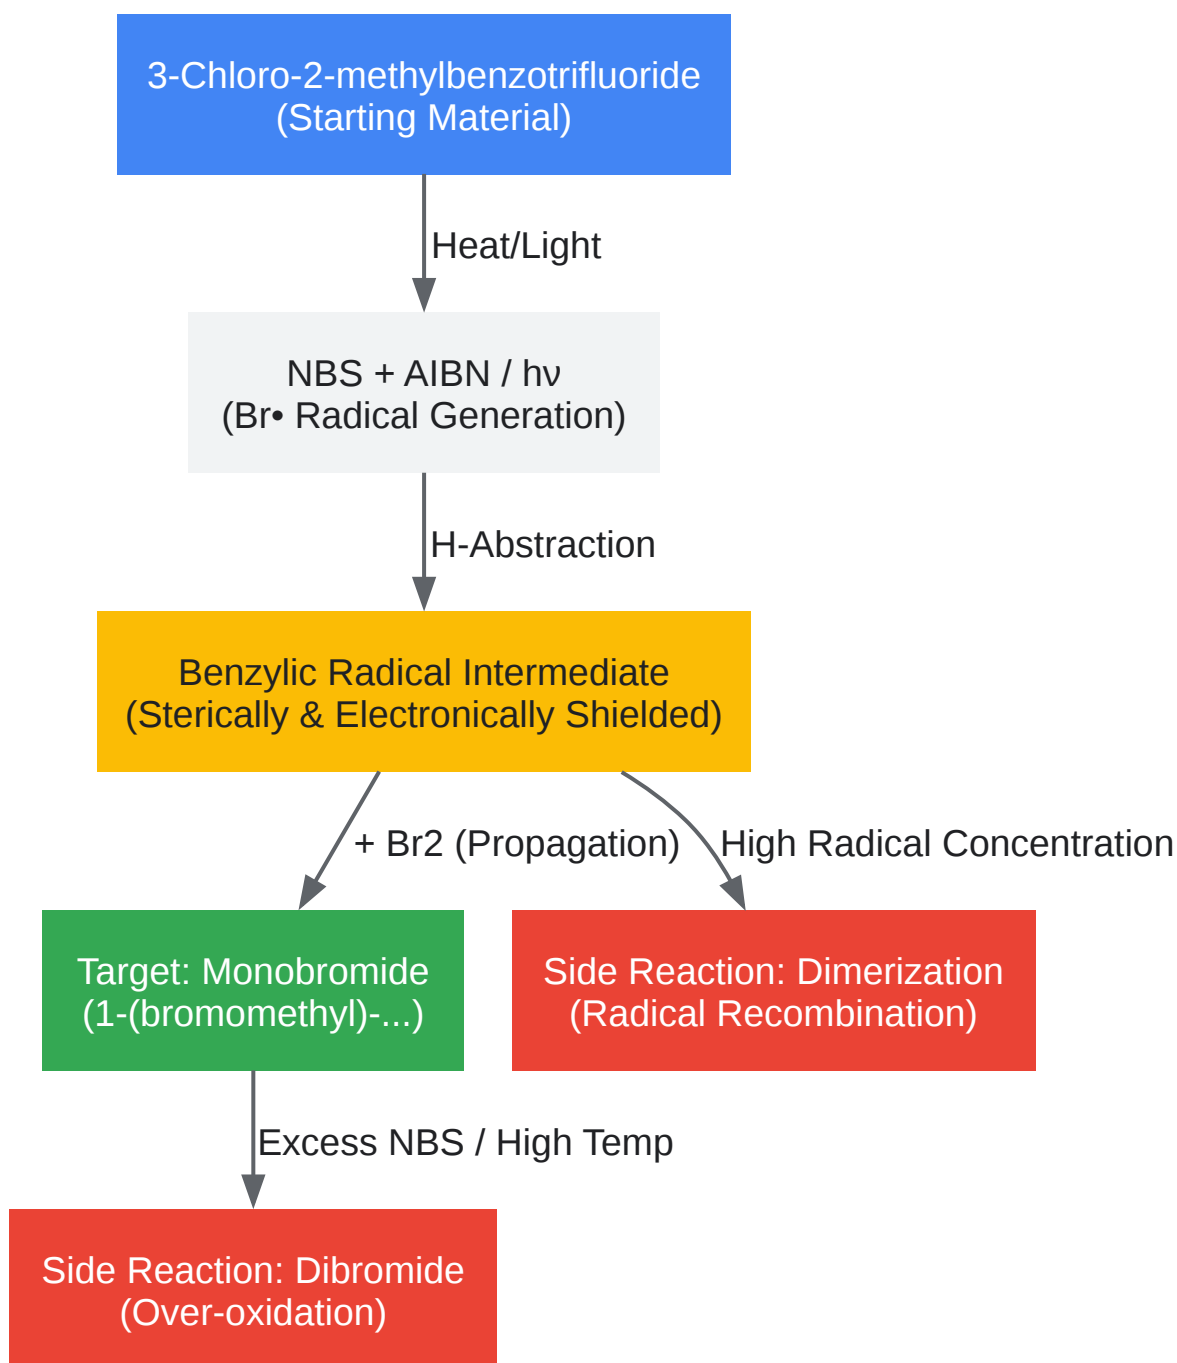 3-Chloro-2-methylbenzotrifluoride
(Starting Material)
Heat/Light
NBS + AIBN / hν
(Br• Radical Generation)
H-Abstraction
Benzylic Radical Intermediate
(Sterically & Electronically Shielded)
+ Br2 (Propagation)
High Radical Concentration
Target: Monobromide
(1-(bromomethyl)-...)
Side Reaction: Dimerization
(Radical Recombination)
Excess NBS / High Temp
Side Reaction: Dibromide
(Over-oxidation)